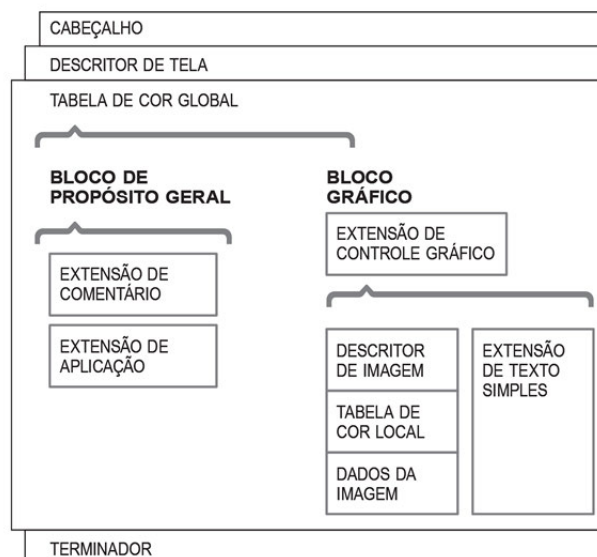 CABEÇALHO
DESCRITOR DE TELA
TABELA DE COR GLOBAL
BLOCO DE
PROPÓSITO GERAL
EXTENSÃO DE
COMENTÁRIO
EXTENSÃO DE
APLICAÇÃO
BLOCO
GRÁFICO
EXTENSÃO DE
CONTROLE GRÁFICO
DESCRITOR
DE IMAGEM
TABELA DE
COR LOCAL
DADOS DA
IMAGEM
EXTENSÃO
DE TEXTO
SIMPLES
TERMINADOR